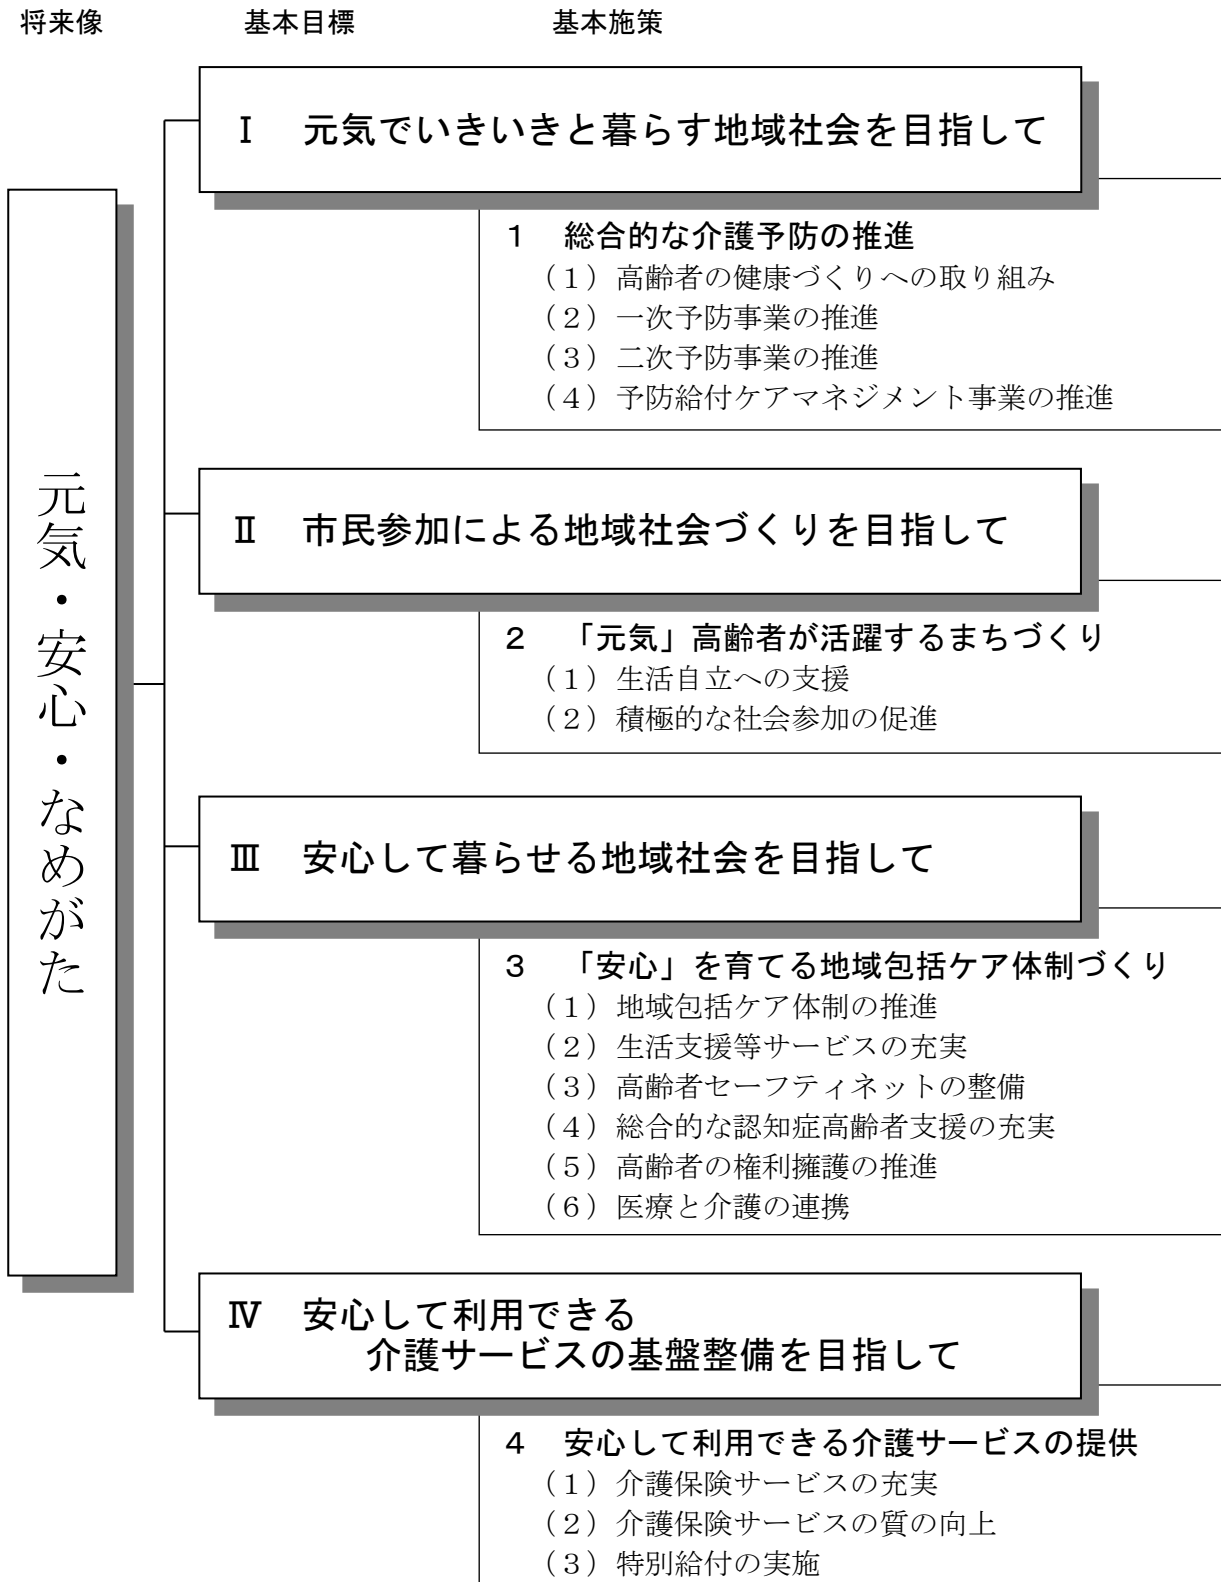 将来像 基本目標 基本施策
Ⅰ 元気でいきいきと暮らす地域社会を目指して
1 総合的な介護予防の推進
（1）高齢者の健康づくりへの取り組み
（2）一次予防事業の推進
（3）二次予防事業の推進
（4）予防給付ケアマネジメント事業の推進
元気・安心・なめがた
Ⅱ 市民参加による地域社会づくりを目指して
2 「元気」高齢者が活躍するまちづくり
（1）生活自立への支援
（2）積極的な社会参加の促進
Ⅲ 安心して暮らせる地域社会を目指して
3 「安心」を育てる地域包括ケア体制づくり
（1）地域包括ケア体制の推進
（2）生活支援等サービスの充実
（3）高齢者セーフティネットの整備
（4）総合的な認知症高齢者支援の充実
（5）高齢者の権利擁護の推進
（6）医療と介護の連携
Ⅳ 安心して利用できる
介護サービスの基盤整備を目指して
4 安心して利用できる介護サービスの提供
（1）介護保険サービスの充実
（2）介護保険サービスの質の向上
（3）特別給付の実施